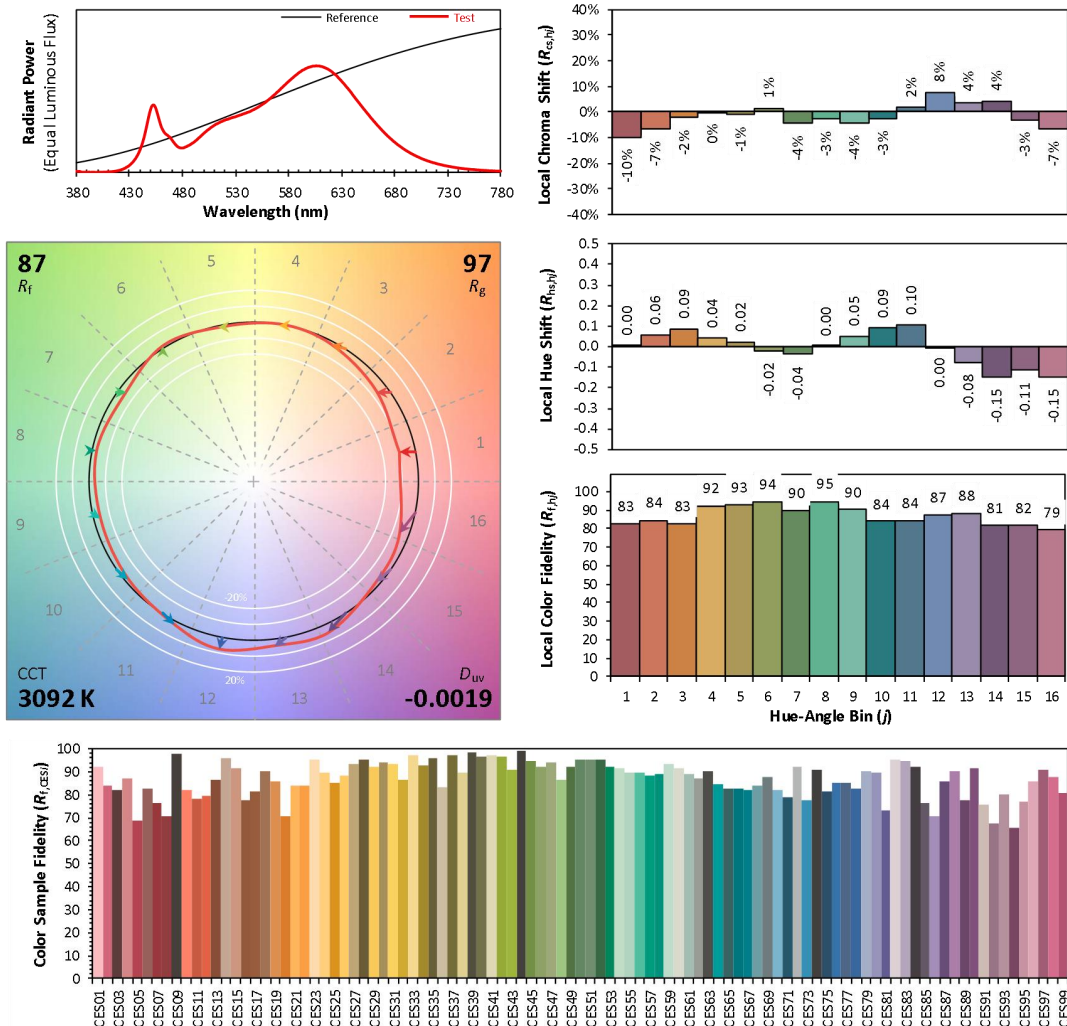 Reference Test
Radiant Power
(Equal Luminous Flux)
380 430 480 530 580 630 680 730 780
Wavelength (nm)
Local Chroma Shift (Rcs,hj)
40%
30%
20%
10%
0%
-10%
-20%
-30%
-40%
-10% -7% -2% 0% -1% 1% -4% -3% -4% -3% 2% 8% 4% 4% -3% -7%
87
Rf
97
Rg
5 4
6 3
7 2
8 1
9 16
10 15
11 14
12 13
-20%
20%
CCT
3092 K
Duv
-0.0019
Local Hue Shift (Rhs,hj)
0.5
0.4
0.3
0.2
0.1
0.0
-0.1
-0.2
-0.3
-0.4
-0.5
0.00 0.06 0.09 0.04 0.02 -0.02 -0.04 0.00 0.05 0.09 0.10 0.00 -0.08 -0.15 -0.11 -0.15
Local Color Fidelity (Rf,hj)
100
90
80
70
60
50
40
30
20
10
0
83 84 83 92 93 94 90 95 90 84 84 87 88 81 82 79
1 2 3 4 5 6 7 8 9 10 11 12 13 14 15 16
Hue-Angle Bin (j)
Color Sample Fidelity (Rf,CESi)
100
90
80
70
60
50
40
30
20
10
0
CES01 CES03 CES05 CES07 CES09 CES11 CES13 CES15 CES17 CES19 CES21 CES23 CES25 CES27 CES29 CES31 CES33 CES35 CES37 CES39 CES41 CES43 CES45 CES47 CES49 CES51 CES53 CES55 CES57 CES59 CES61 CES63 CES65 CES67 CES69 CES71 CES73 CES75 CES77 CES79 CES81 CES83 CES85 CES87 CES89 CES91 CES93 CES95 CES97 CES99